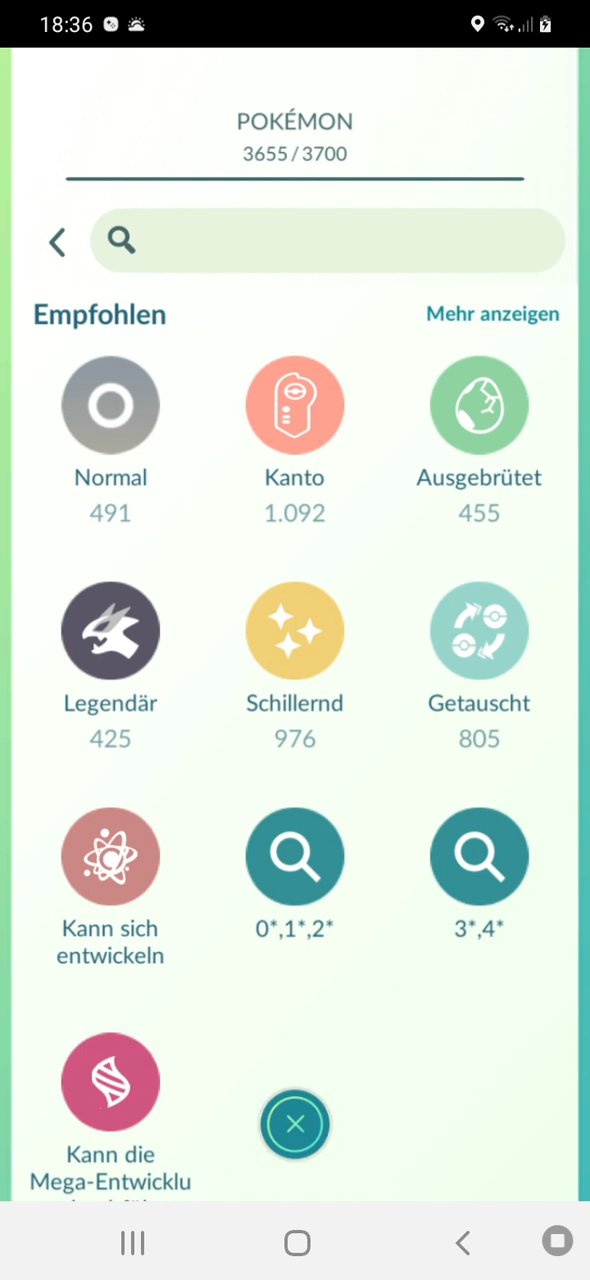 18:36
POKÉMON
3655/3700
Empfohlen
Mehr anzeigen
Normal
491
Kanto
1.092
Ausgebrütet
455
Legendär
425
Schillernd
976
Getauscht
805
Kann sich
entwickeln
0*,1*,2*
3*,4*
Kann die
Mega-Entwicklu